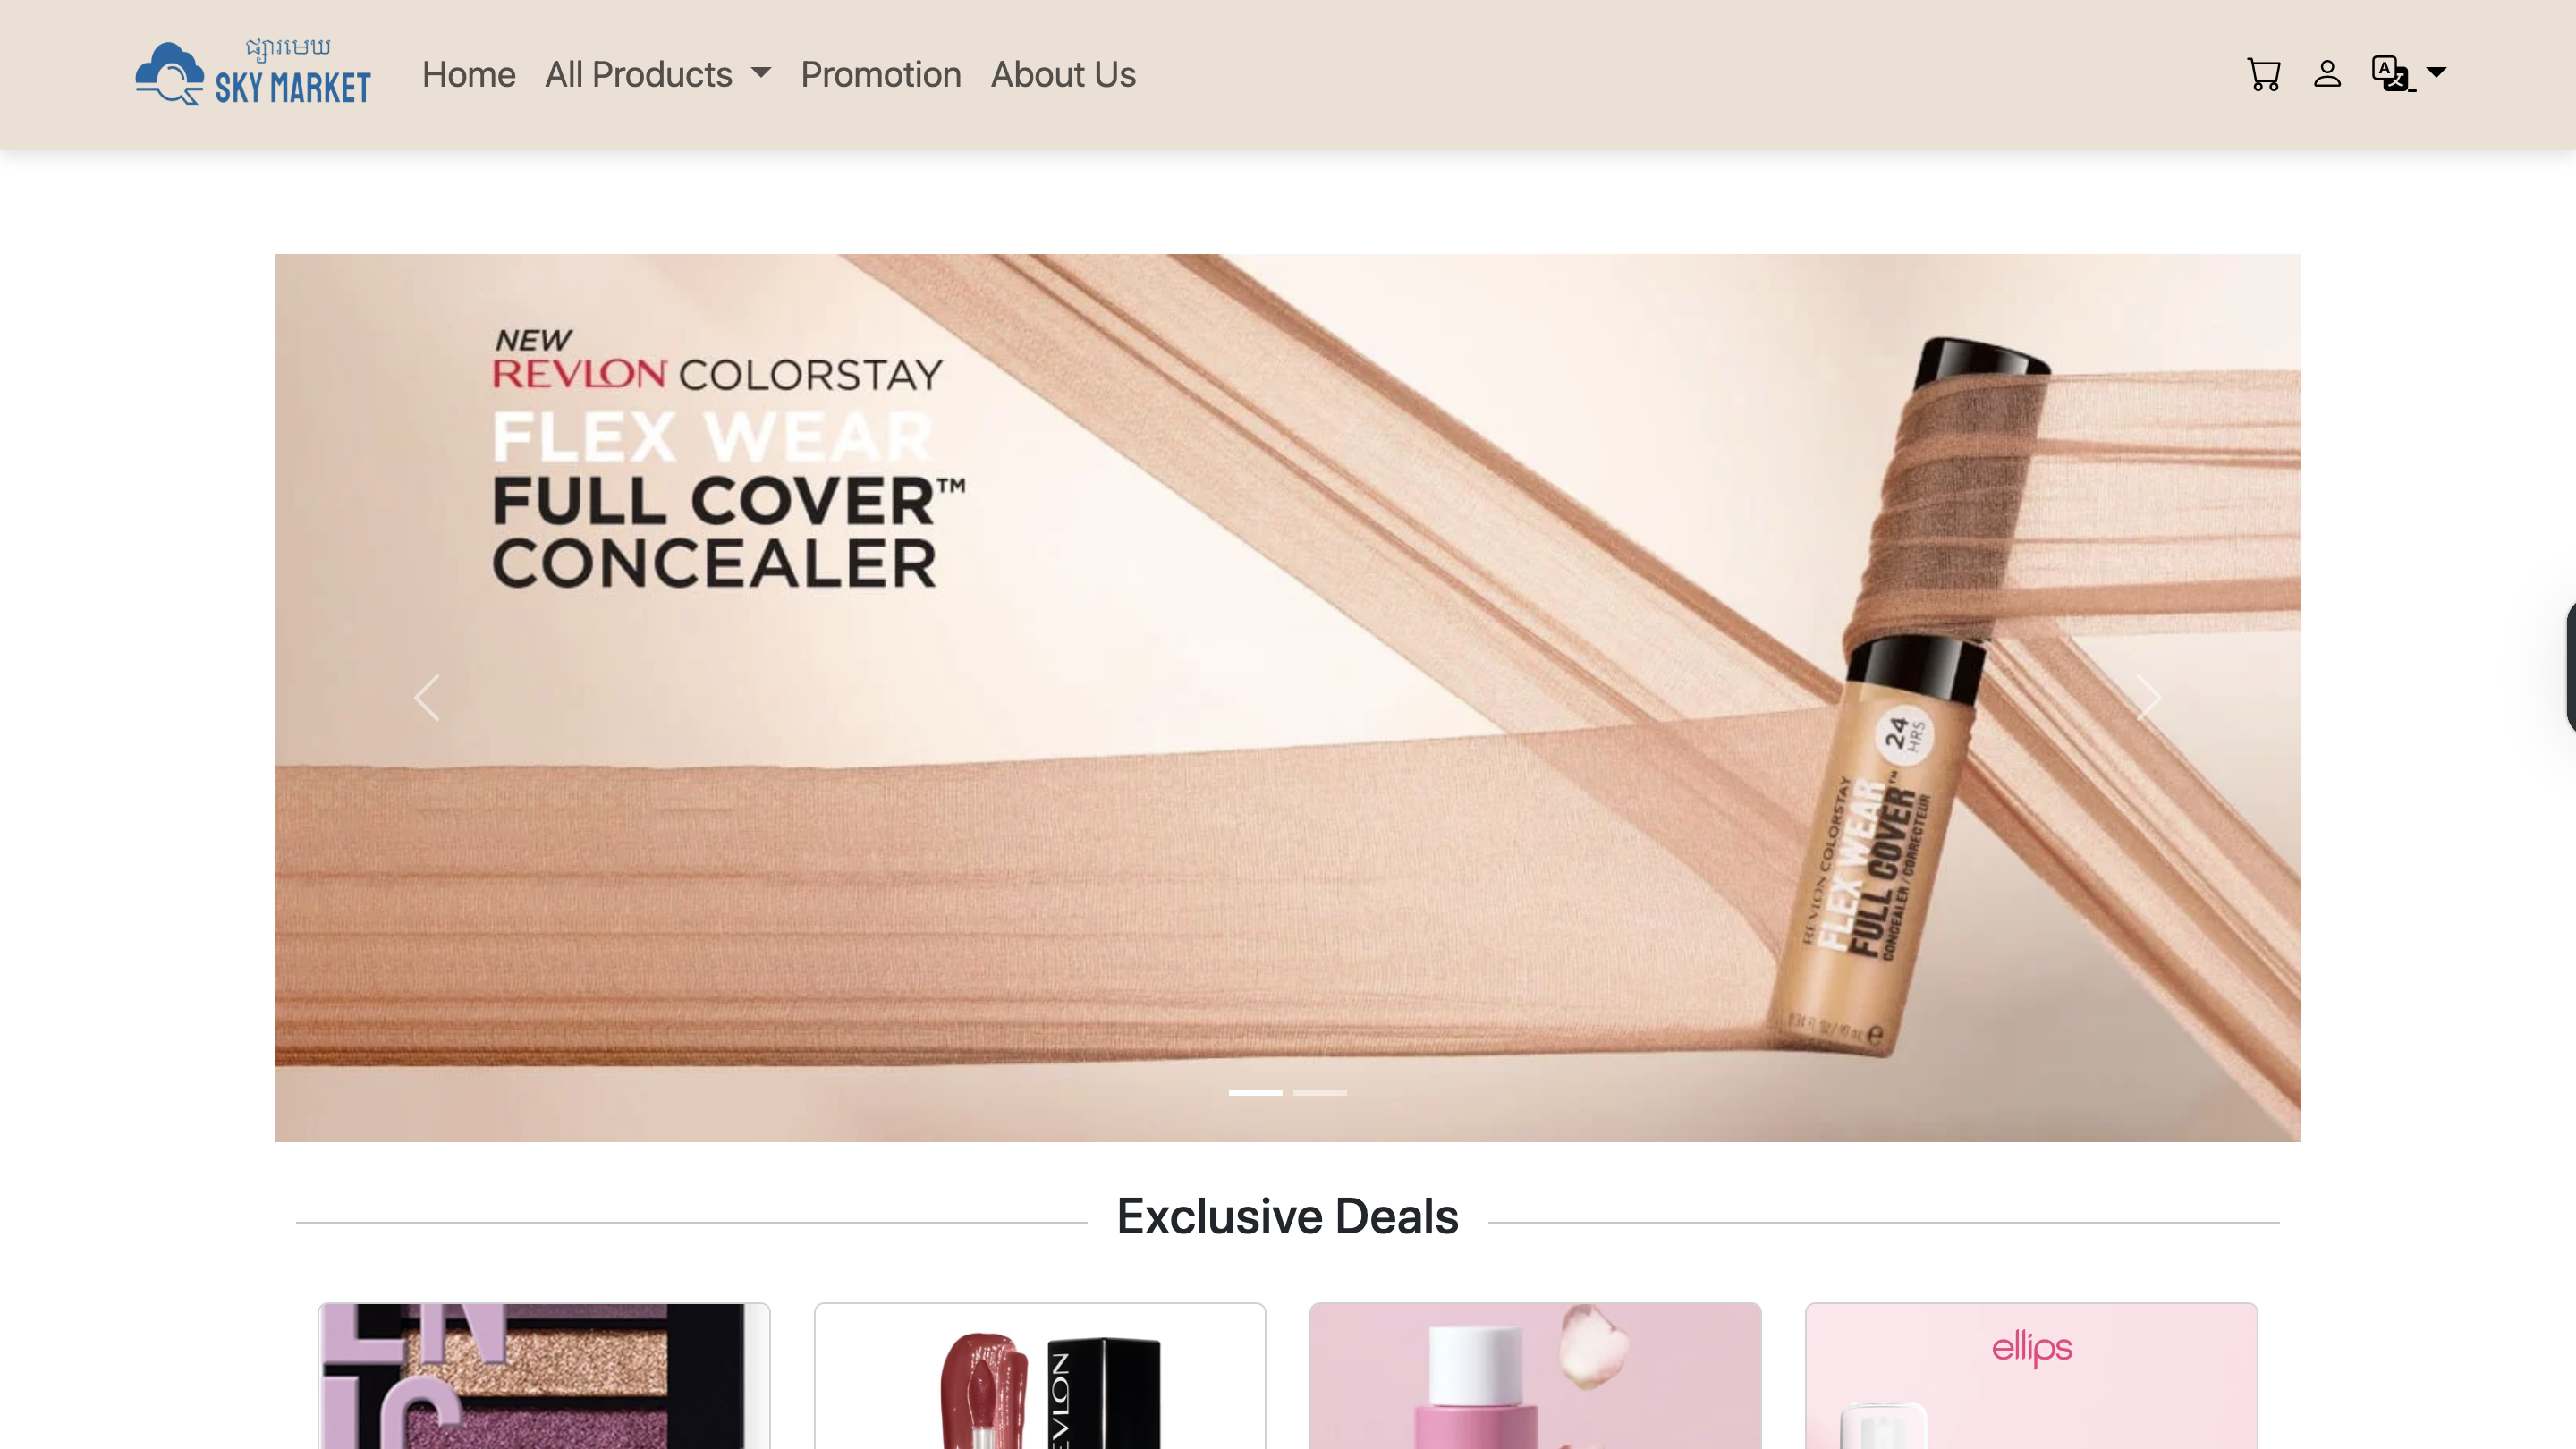 ផ្សារមេឃ
SKY MARKET
Home
All Products
Promotion
About Us
NEW
REVLON COLORSTAY
FLEX WEAR
FULL COVER™
CONCEALER
24
HRS
REVLON COLORSTAY
FLEX WEAR
FULL COVER™
CONCEALER / CORRECTEUR
Exclusive Deals
ellips